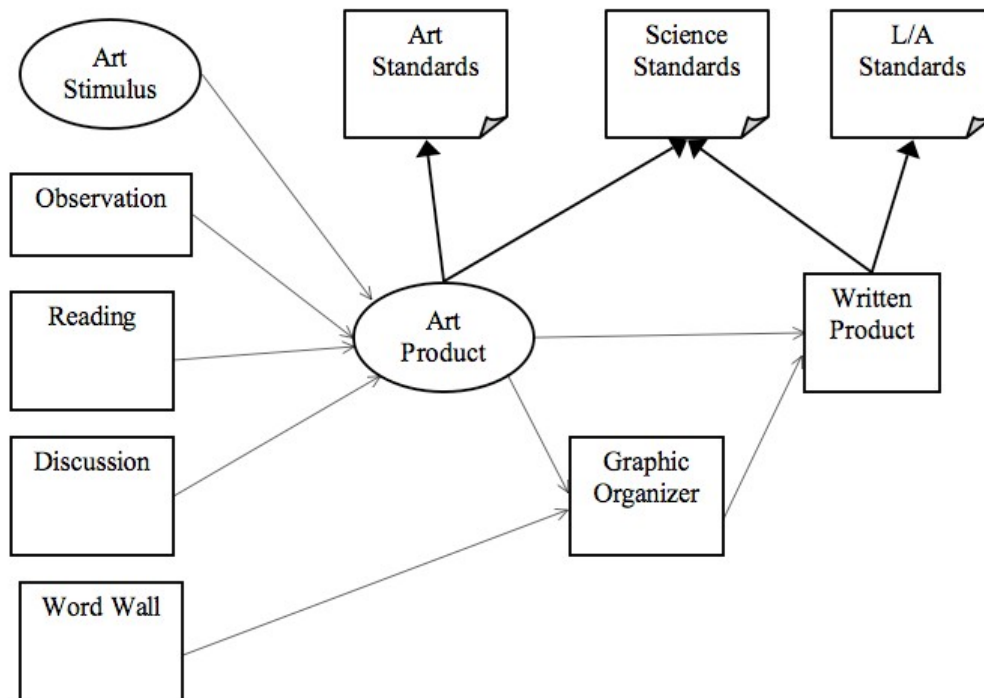 Art
Stimulus
Art
Standards
Science
Standards
L/A
Standards
Observation
Reading
Art
Product
Written
Product
Discussion
Graphic
Organizer
Word Wall